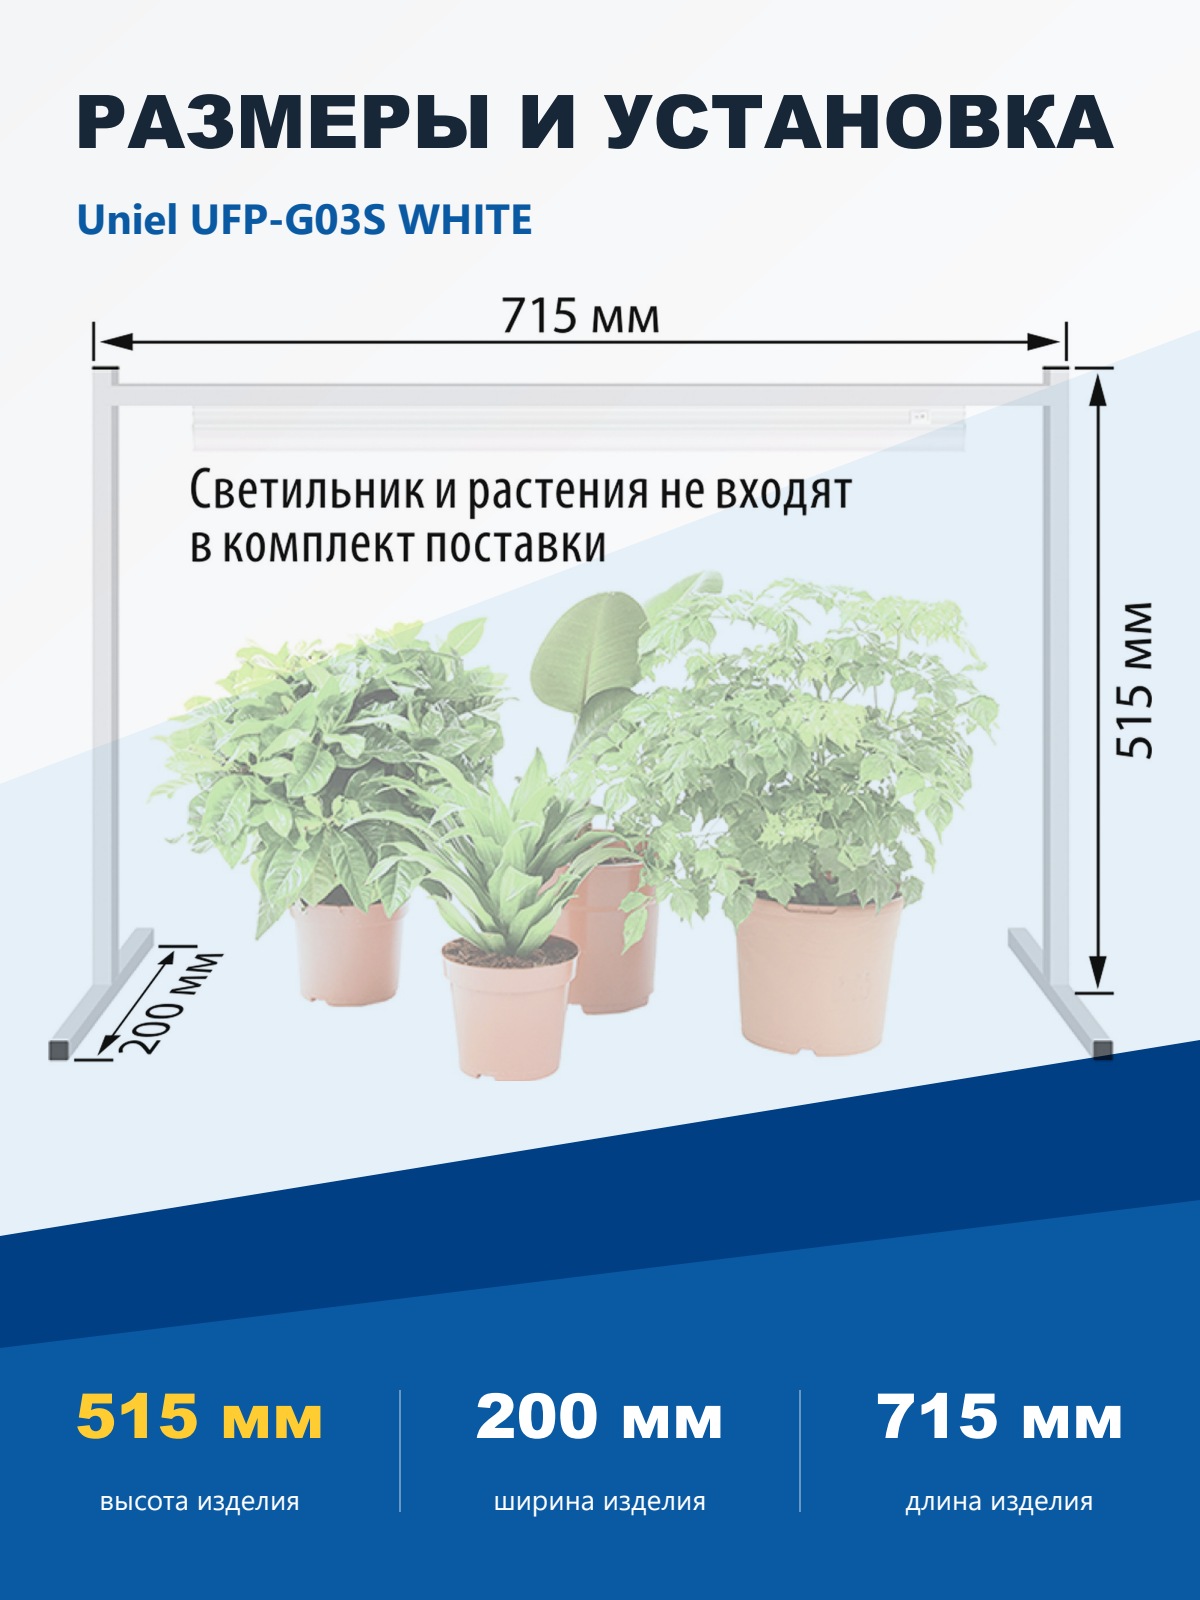 РАЗМЕРЫ И УСТАНОВКА
Uniel UFP-G03S WHITE
715 мм
Светильник и растения не входят
в комплект поставки
515 мм
200 мм
515 мм
200 мм
715 мм
высота изделия
ширина изделия
длина изделия